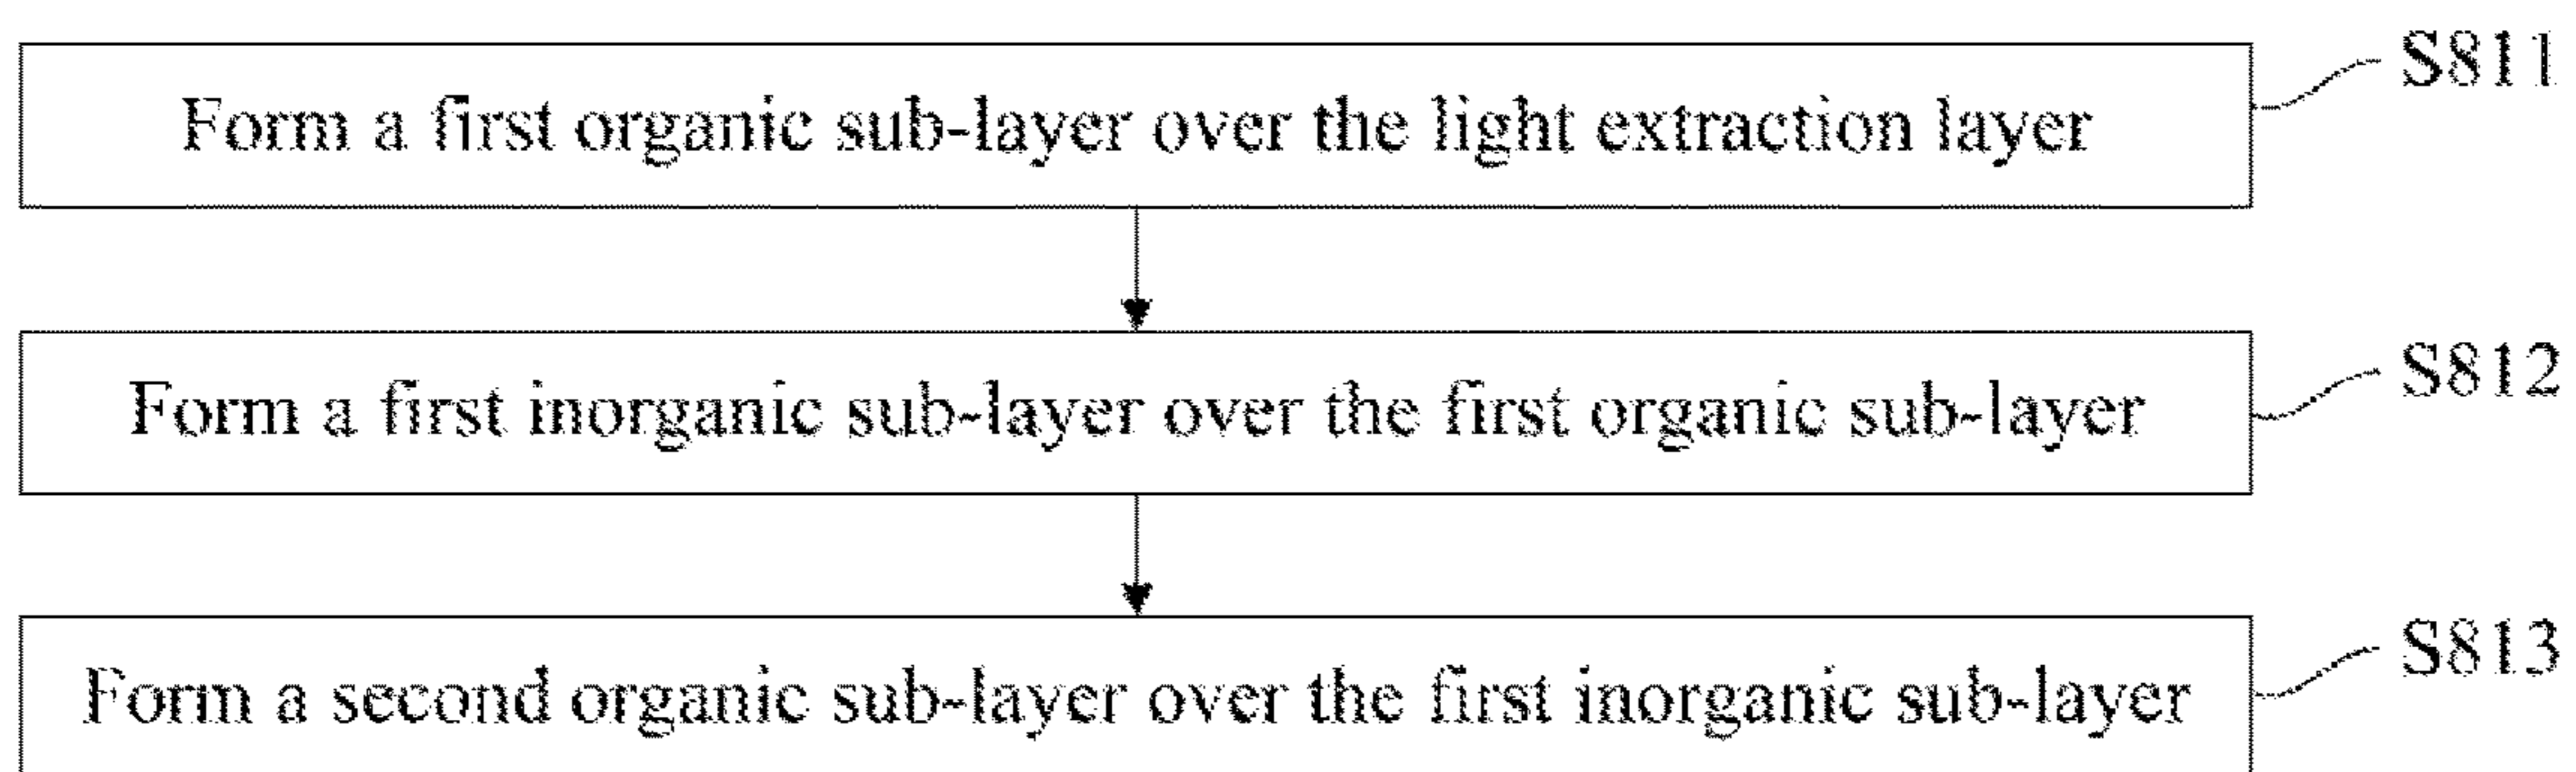 S811
Form a first organic sub-layer over the light extraction layer
S812
Form a first inorganic sub-layer over the first organic sub-layer
S813
Form a second organic sub-layer over the first inorganic sub-layer